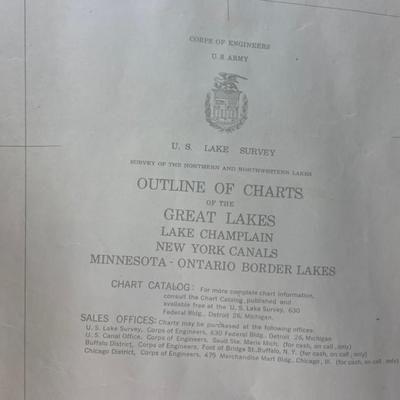 CORPS OF ENGINEERS
U S ARMY
U. S. LAKE SURVEY
SURVEY OF THE NORTHERN AND NORTHWESTERN LAKES
OUTLINE OF CHARTS
OF THE
GREAT LAKES
LAKE CHAMPLAIN
NEW YORK CANALS
MINNESOTA - ONTARIO BORDER LAKES
CHART CATALOG: For more complete chart information,
consult the Chart Catalog, published and
available free at the U. S. Lake Survey, 630
Federal Bldg., Detroit 26, Michigan.
SALES OFFICES: Charts may be purchased at the following offices:
U. S. Lake Survey, Corps of Engineers, 630 Federal Bldg., Detroit 26, Michigan
U. S. Canal Office, Corps of Engineers, Sault Ste. Marie Mich. (for cash, on call, only)
Buffalo District, Corps of Engineers, Foot of Bridge St., Buffalo, N. Y. (for cash, on call, only)
Chicago District, Corps of Engineers, 475 Merchandise Mart Bldg., Chicago, Ill. (for cash, on call, only)